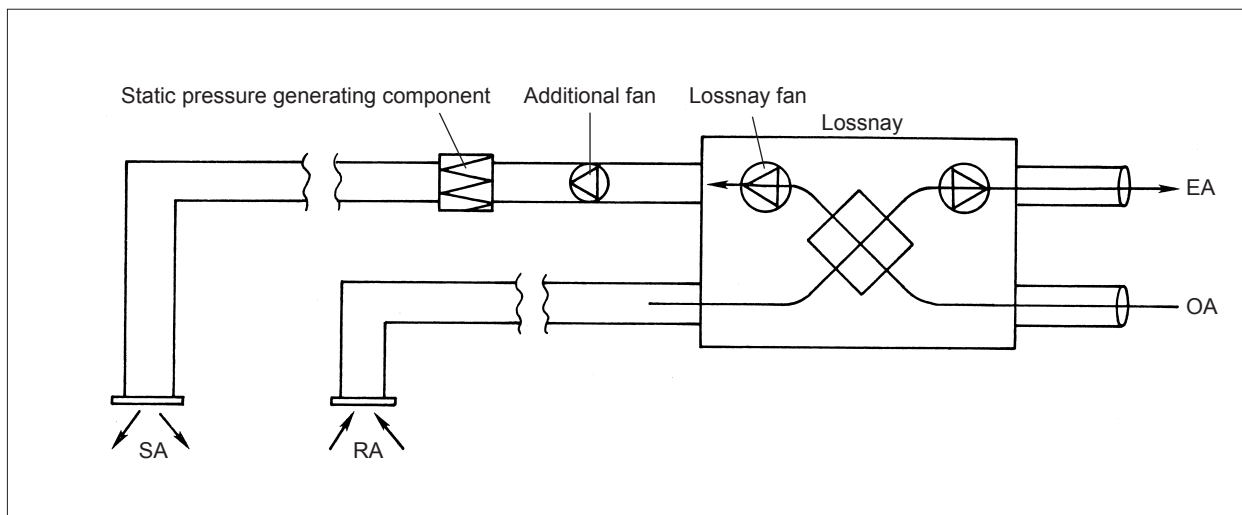 Static pressure generating component
Additional fan
Lossnay fan
Lossnay
EA
OA
SA
RA